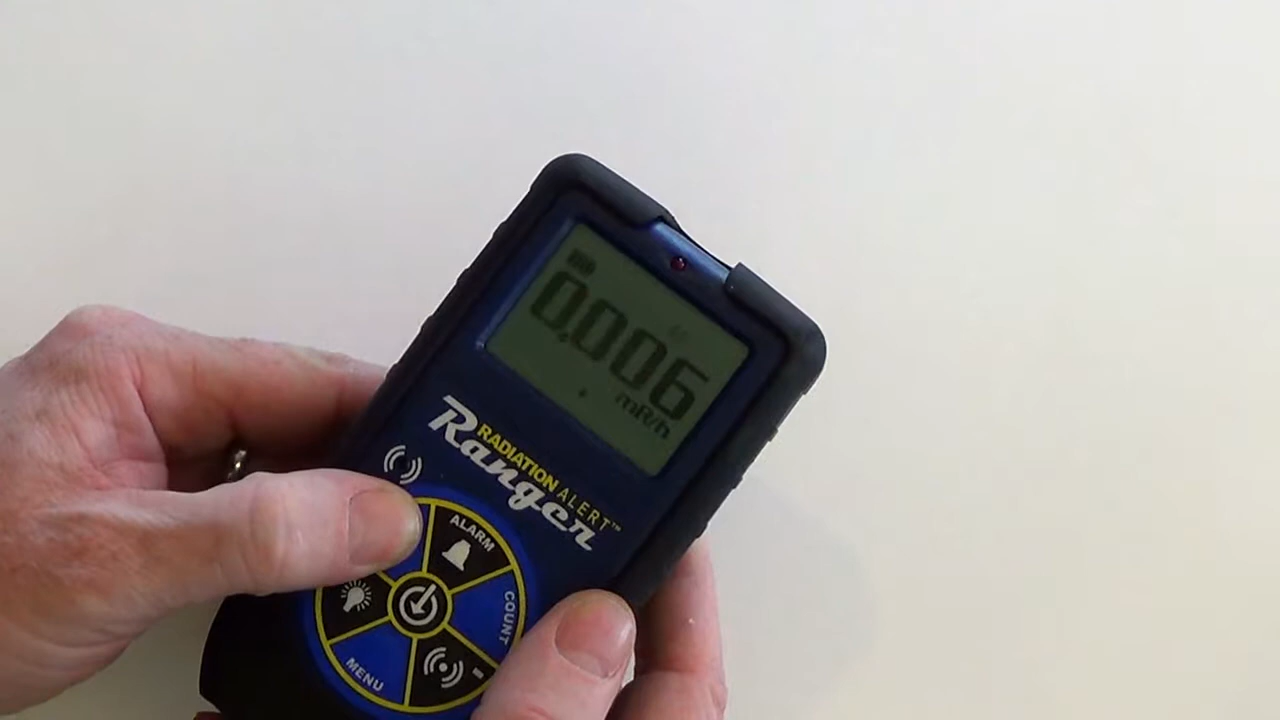 0.006
mR/h
RADIATION ALERT™
Ranger
ALARM
COUNT
MENU
-